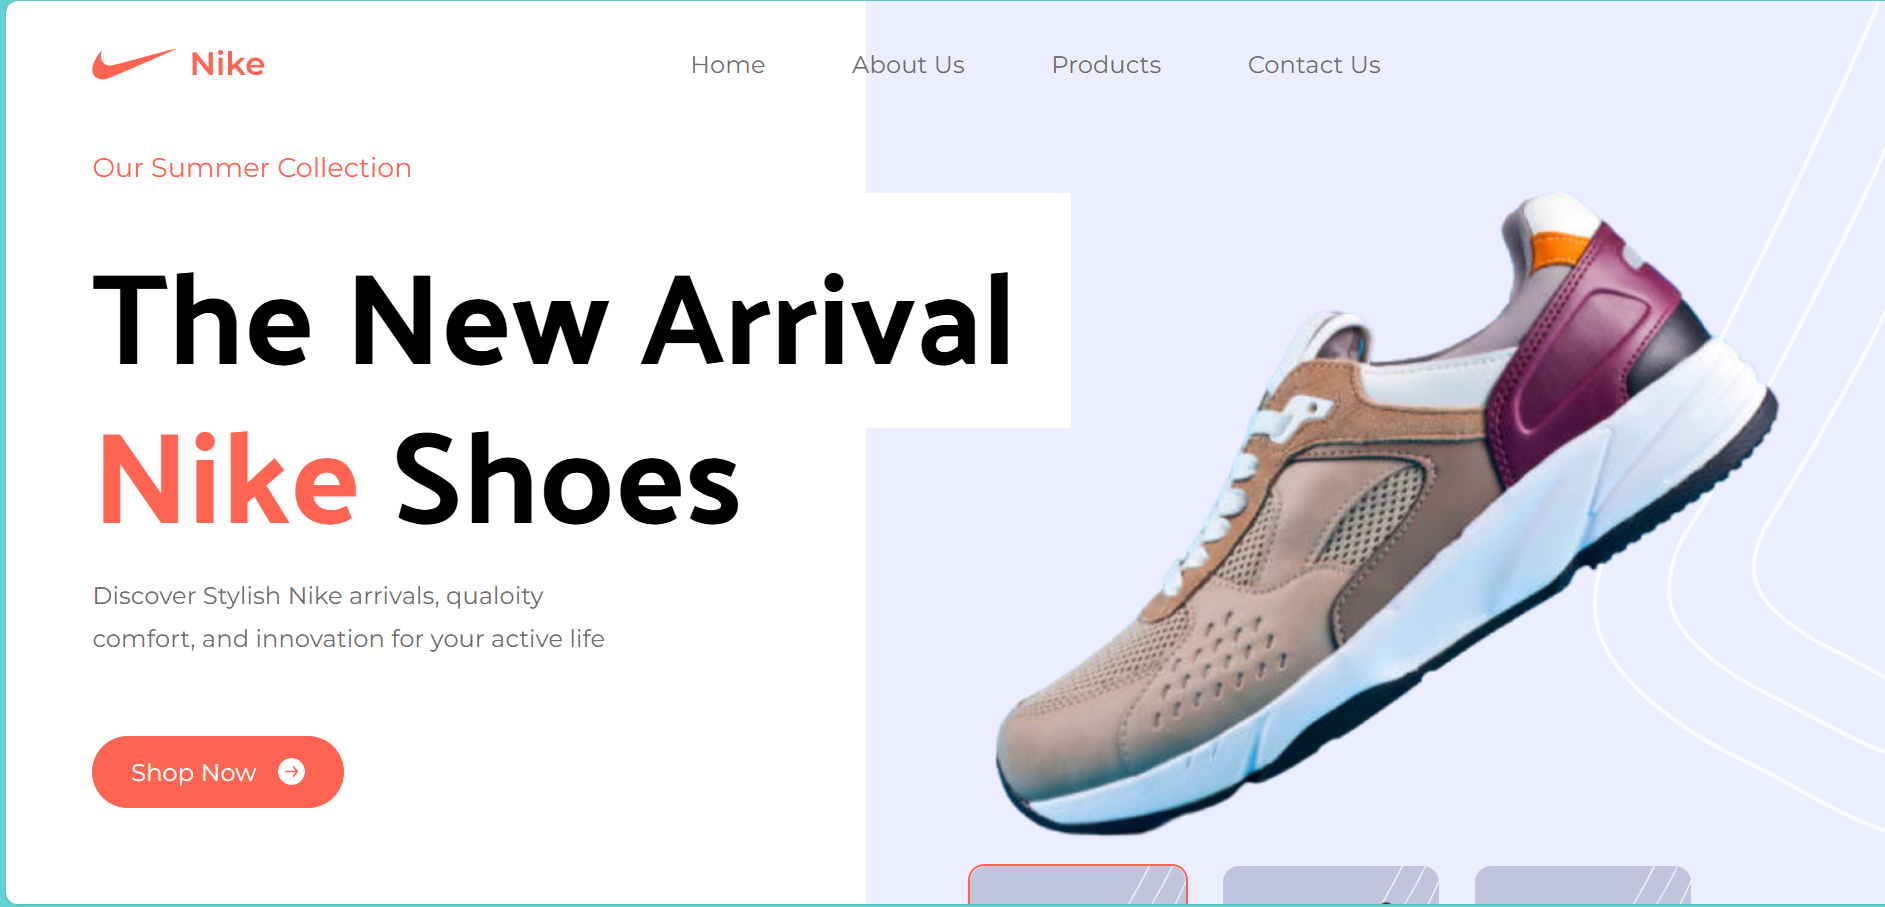 Nike
Home About Us Products Contact Us
Our Summer Collection
The New Arrival
Nike Shoes
Discover Stylish Nike arrivals, qualoity
comfort, and innovation for your active life
Shop Now